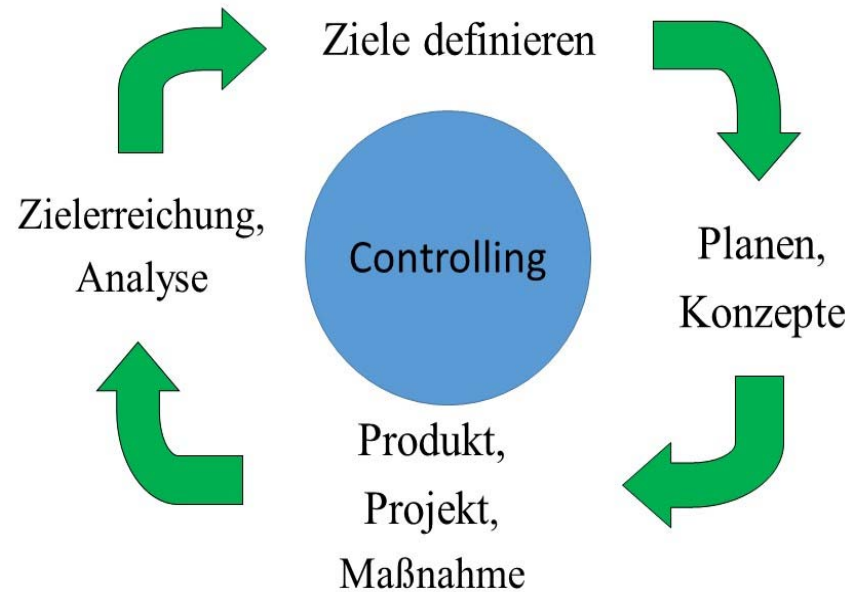 Ziele definieren
Planen,
Konzepte
Produkt,
Projekt,
Maßnahme
Zielerreichung,
Analyse
Controlling